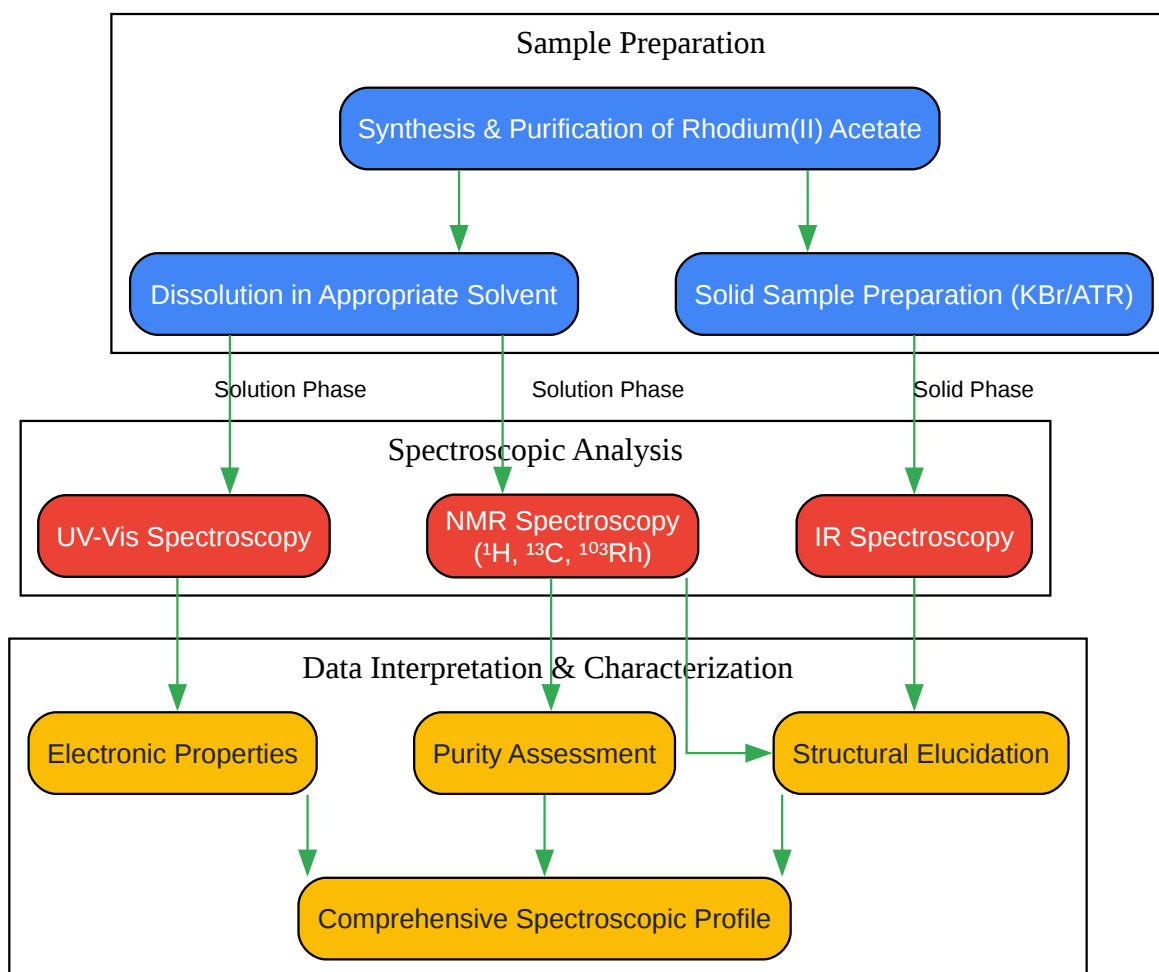 Sample Preparation
Synthesis & Purification of Rhodium(II) Acetate
Dissolution in Appropriate Solvent
Solid Sample Preparation (KBr/ATR)
Solution Phase
Solution Phase
Solid Phase
Spectroscopic Analysis
UV-Vis Spectroscopy
NMR Spectroscopy
(¹H, ¹³C, ¹⁰³Rh)
IR Spectroscopy
Data Interpretation & Characterization
Electronic Properties
Purity Assessment
Structural Elucidation
Comprehensive Spectroscopic Profile